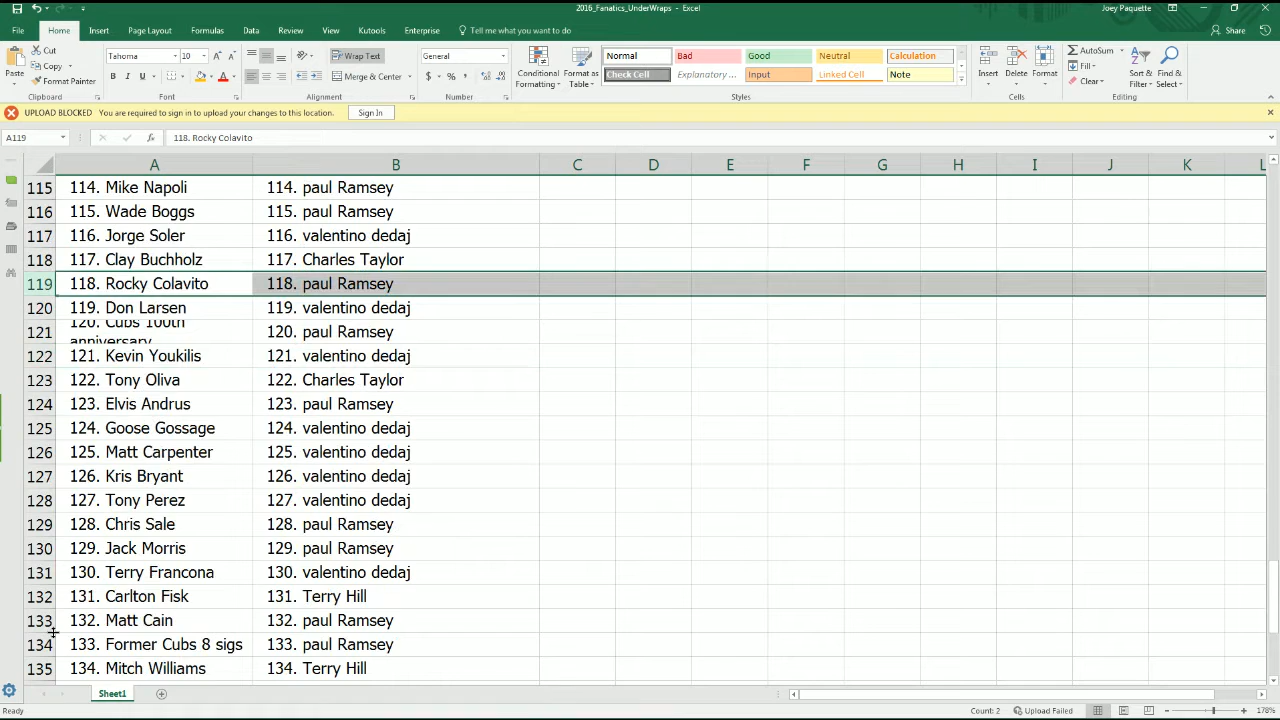 2016_Fanatics_UnderWraps - Excel
Joey Paquette
File Home Insert Page Layout Formulas Data Review View Kutools Enterprise Tell me what you want to do Share
Paste Cut Copy Format Painter Clipboard
Tahoma 10 B I U A Font
Wrap Text Merge & Center Alignment
General $ % , Number
Conditional Formatting Format as Table
Normal Bad Good Neutral Calculation
Check Cell Explanatory ... Input Linked Cell Note
Styles
Insert Delete Format Cells
AutoSum Fill Clear Sort & Filter Find & Select Editing
UPLOAD BLOCKED You are required to sign in to upload your changes to this location. Sign In
A119 fx 118. Rocky Colavito
A B C D E F G H I J K L
115 114. Mike Napoli 114. paul Ramsey
116 115. Wade Boggs 115. paul Ramsey
117 116. Jorge Soler 116. valentino dedaj
118 117. Clay Buchholz 117. Charles Taylor
119 118. Rocky Colavito 118. paul Ramsey
120 119. Don Larsen 119. valentino dedaj
121 120. Cubs 100th anniversary 120. paul Ramsey
122 121. Kevin Youkilis 121. valentino dedaj
123 122. Tony Oliva 122. Charles Taylor
124 123. Elvis Andrus 123. paul Ramsey
125 124. Goose Gossage 124. valentino dedaj
126 125. Matt Carpenter 125. valentino dedaj
127 126. Kris Bryant 126. valentino dedaj
128 127. Tony Perez 127. valentino dedaj
129 128. Chris Sale 128. paul Ramsey
130 129. Jack Morris 129. paul Ramsey
131 130. Terry Francona 130. valentino dedaj
132 131. Carlton Fisk 131. Terry Hill
133 132. Matt Cain 132. paul Ramsey
134 133. Former Cubs 8 sigs 133. paul Ramsey
135 134. Mitch Williams 134. Terry Hill
Sheet1
Ready Count: 2 Upload Failed 178%